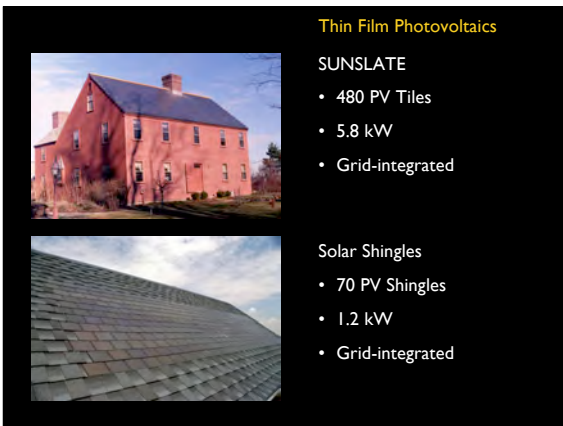 Thin Film Photovoltaics
SUNSLATE
• 480 PV Tiles
• 5.8 kW
• Grid-integrated
Solar Shingles
• 70 PV Shingles
• 1.2 kW
• Grid-integrated